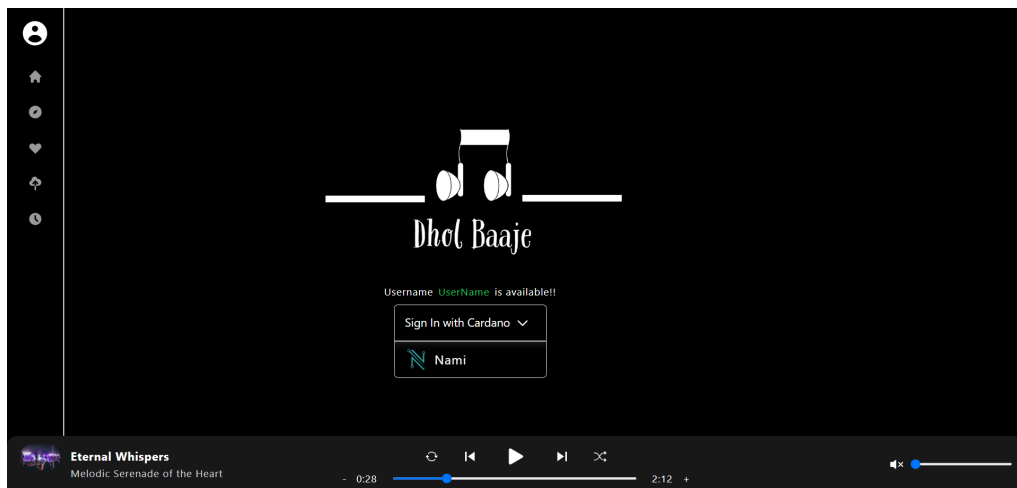 Dhol Baaje
Username UserName is available!!
Sign In with Cardano
Nami
Eternal Whispers
Melodic Serenade of the Heart
- 0:28 2:12 +